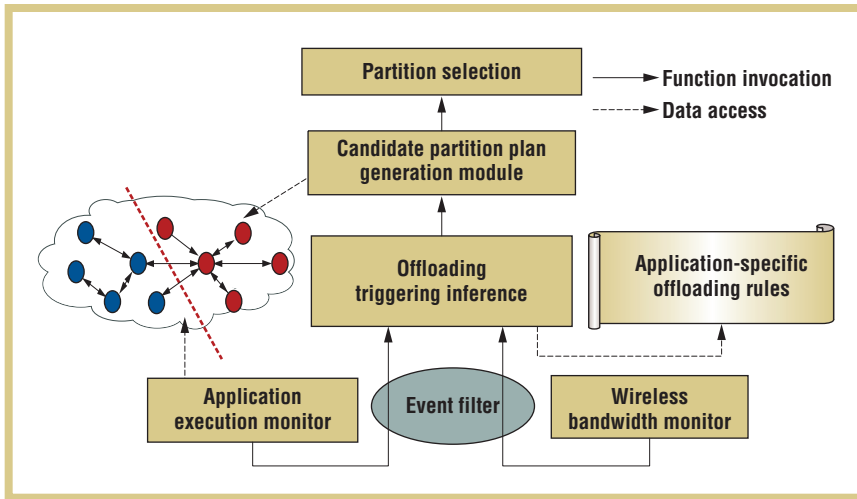 Partition selection
Function invocation
Data access
Candidate partition plan
generation module
Offloading
triggering inference
Application-specific
offloading rules
Application
execution monitor
Event filter
Wireless
bandwidth monitor